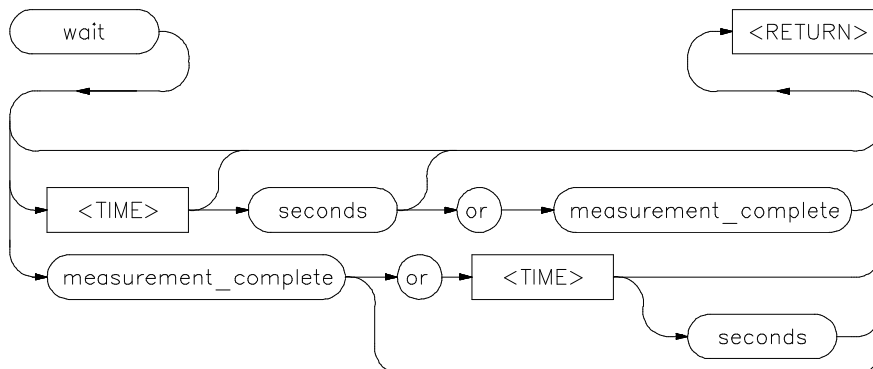 wait <RETURN>
<TIME> seconds or measurement_complete
measurement_complete or <TIME>
seconds